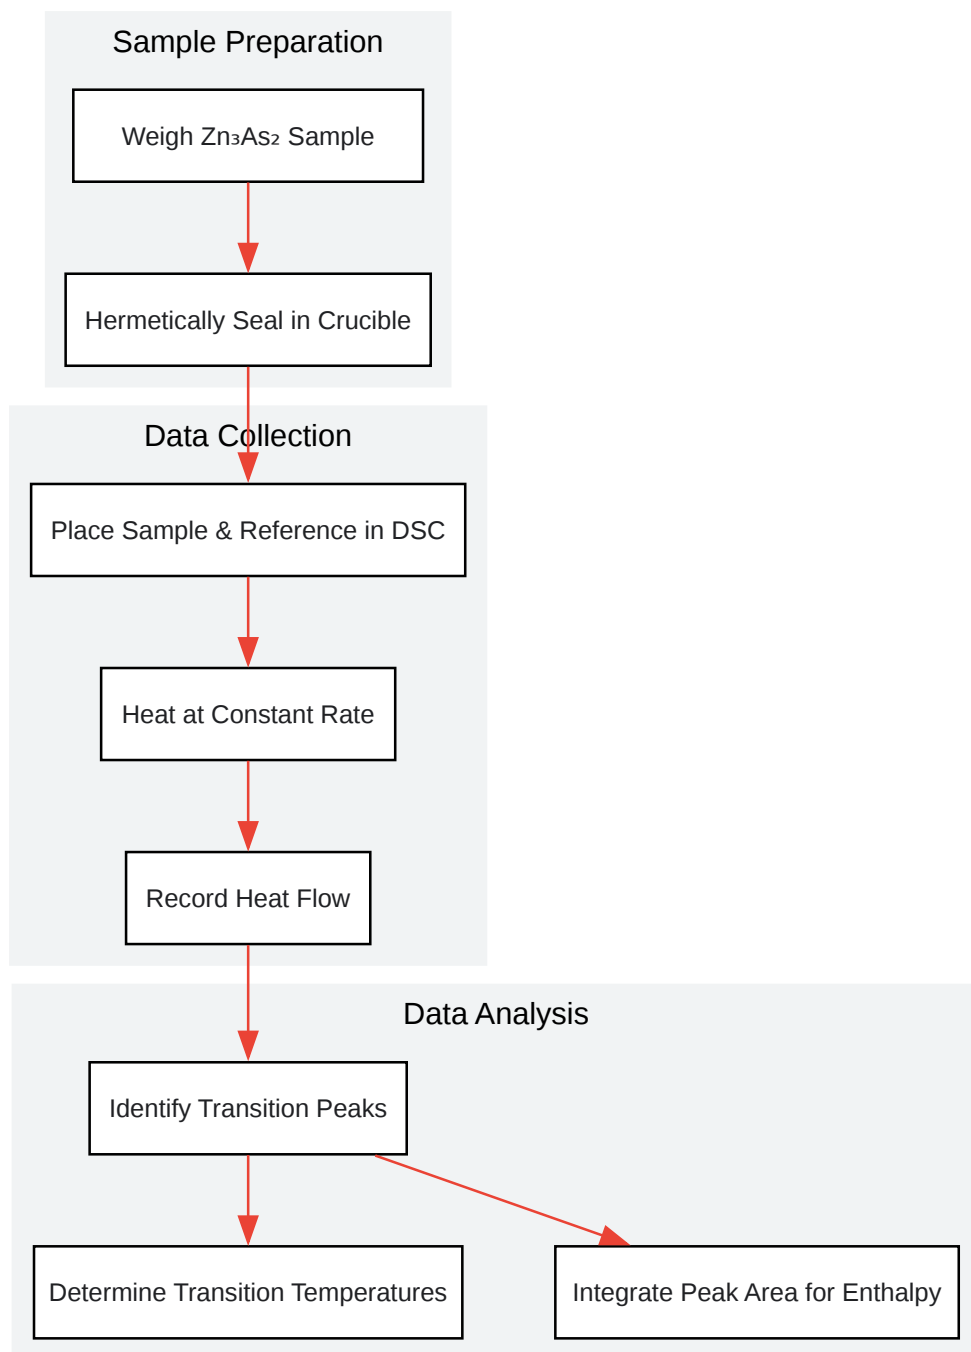 Sample Preparation
Weigh Zn₃As₂ Sample
Hermetically Seal in Crucible
Data Collection
Place Sample & Reference in DSC
Heat at Constant Rate
Record Heat Flow
Data Analysis
Identify Transition Peaks
Determine Transition Temperatures
Integrate Peak Area for Enthalpy